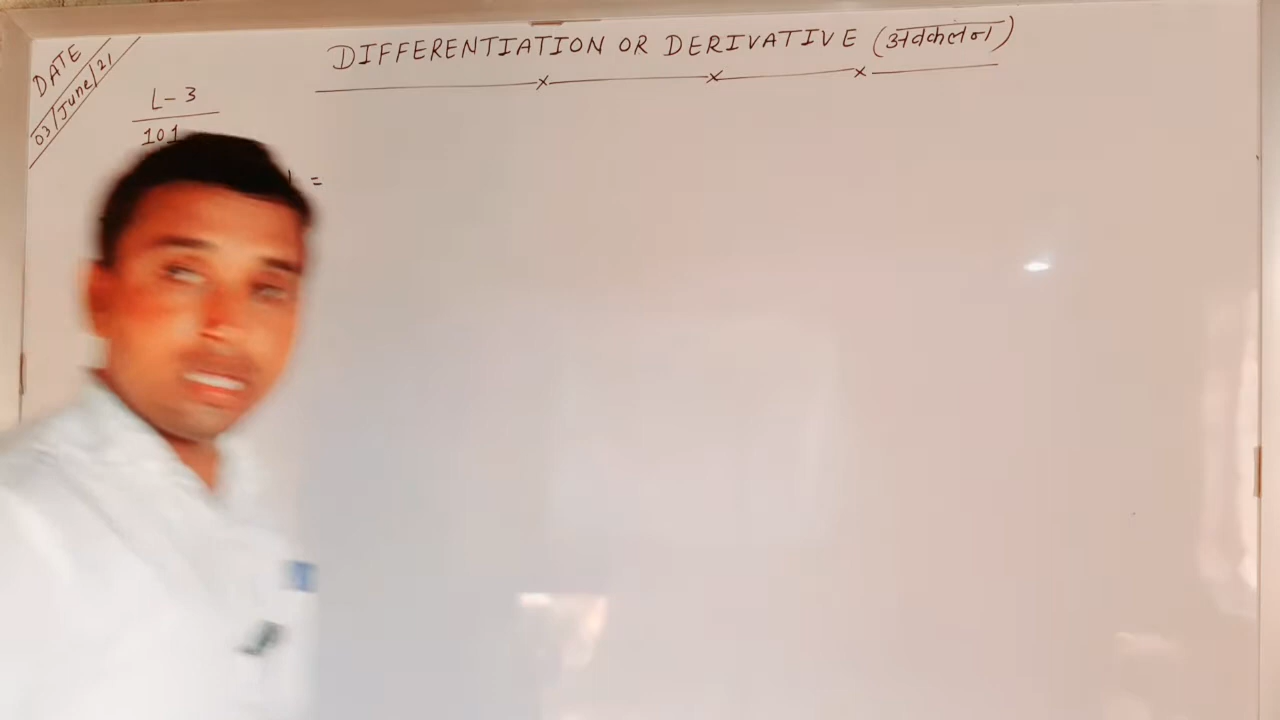 DATE
03/June/21
DIFFERENTIATION OR DERIVATIVE (अवकलन)
L-3
101
=